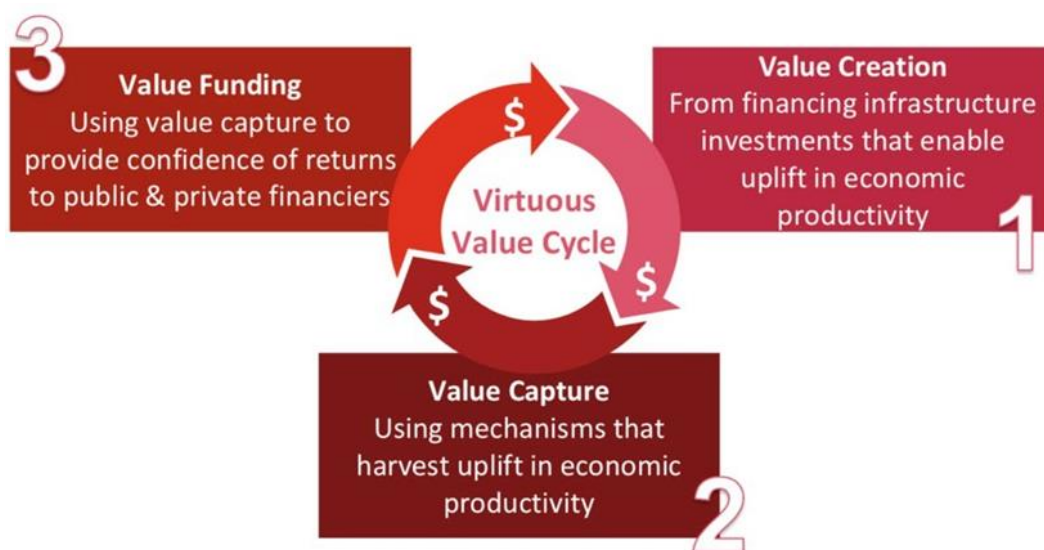 3
Value Funding
Using value capture to
provide confidence of returns
to public & private financiers
$
Virtuous
Value Cycle
$
$
Value Creation
From financing infrastructure
investments that enable
uplift in economic
productivity
1
Value Capture
Using mechanisms that
harvest uplift in economic
productivity
2